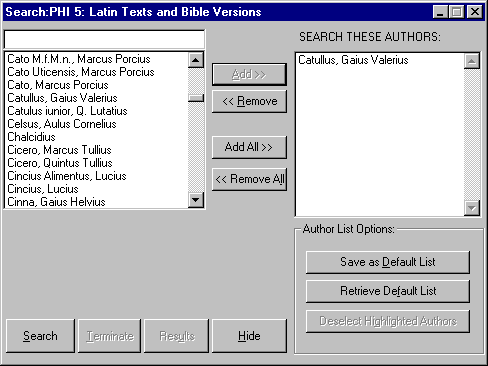 Search:PHI 5: Latin Texts and Bible Versions
SEARCH THESE AUTHORS:
Cato M.f.M.n., Marcus Porcius
Cato Uticensis, Marcus Porcius
Cato, Marcus Porcius
Catullus, Gaius Valerius
Catulus iunior, Q. Lutatius
Celsus, Aulus Cornelius
Chalcidius
Cicero, Marcus Tullius
Cicero, Quintus Tullius
Cincius Alimentus, Lucius
Cincius, Lucius
Cinna, Gaius Helvius
Add >>
<< Remove
Add All >>
<< Remove All
Catullus, Gaius Valerius
Author List Options:
Save as Default List
Retrieve Default List
Deselect Highlighted Authors
Search
Terminate
Results
Hide